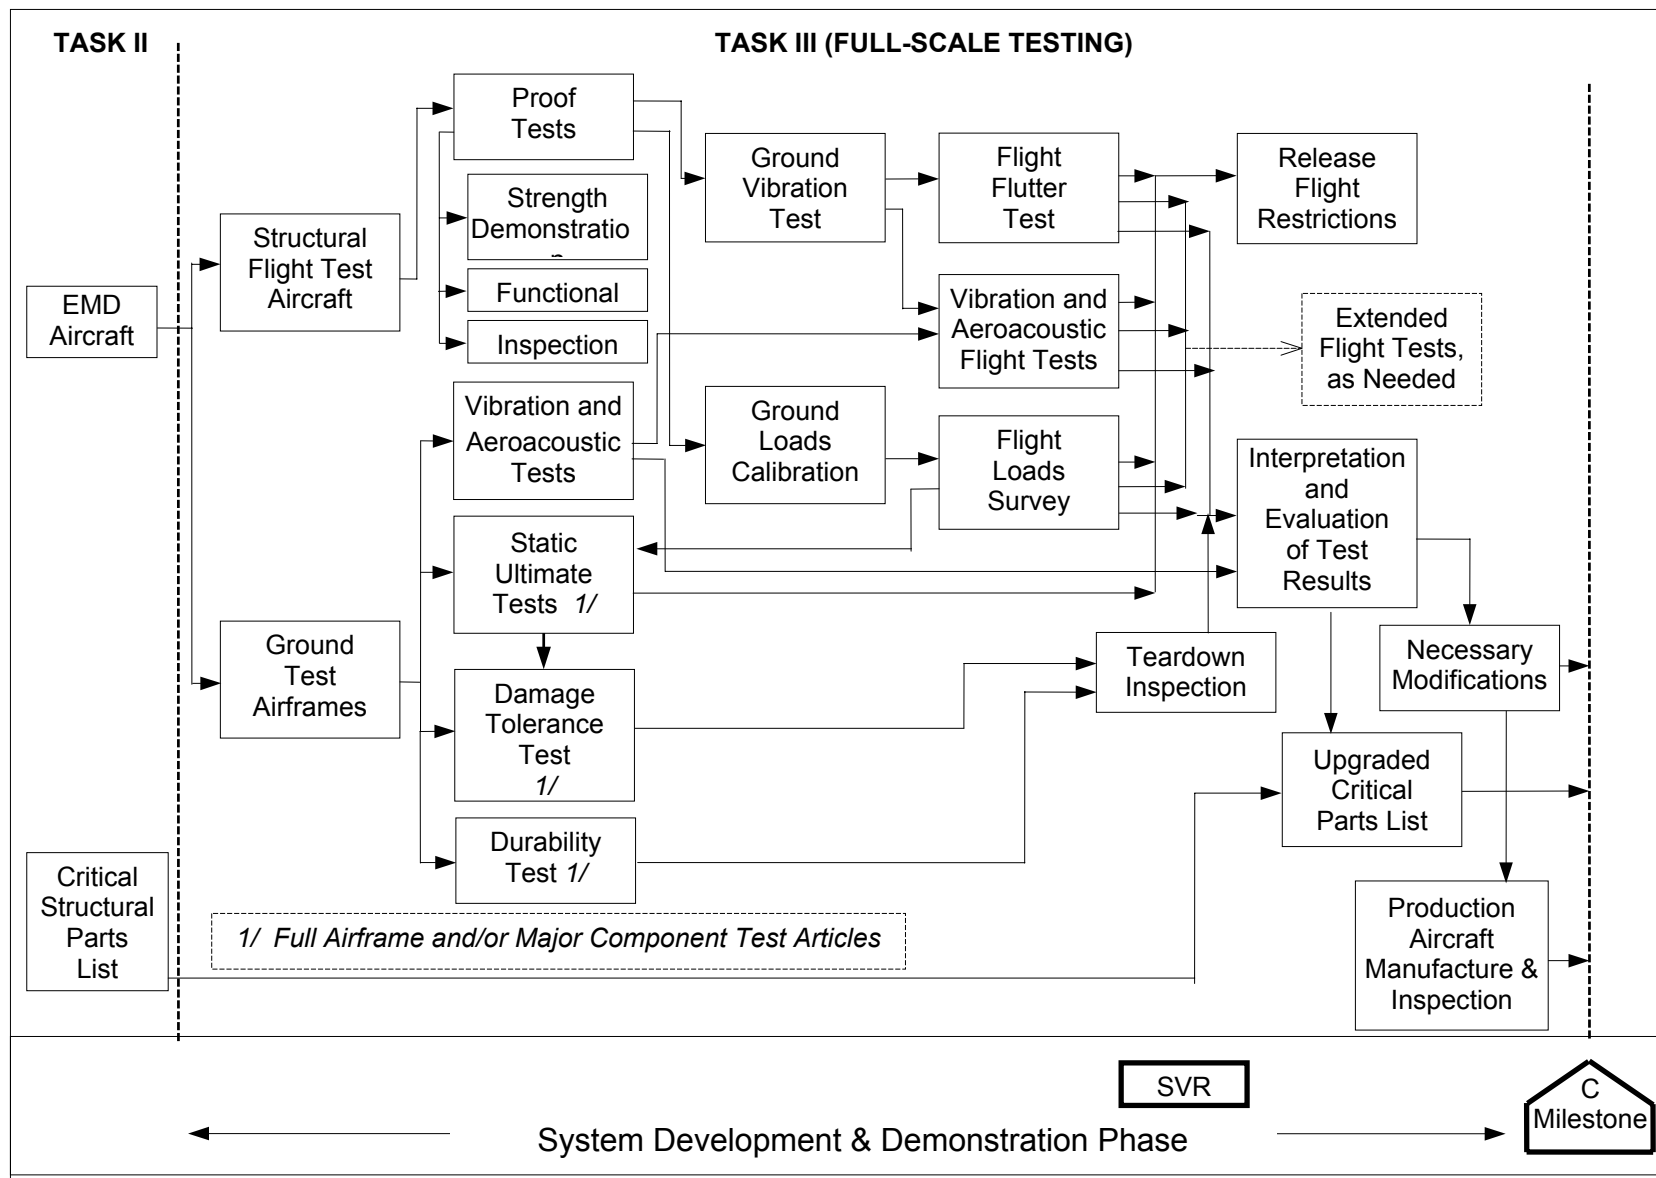 TASK II
TASK III (FULL-SCALE TESTING)
Proof
Tests
Strength
Demonstratio
n
Functional
Inspection
Structural
Flight Test
Aircraft
EMD
Aircraft
Ground
Vibration
Test
Flight
Flutter
Test
Release
Flight
Restrictions
Vibration and
Aeroacoustic
Flight Tests
Extended
Flight Tests,
as Needed
Vibration and
Aeroacoustic
Tests
Ground
Loads
Calibration
Flight
Loads
Survey
Interpretation
and
Evaluation
of Test
Results
Static
Ultimate
Tests 1/
Ground
Test
Airframes
Damage
Tolerance
Test
1/
Teardown
Inspection
Necessary
Modifications
Upgraded
Critical
Parts List
Durability
Test 1/
Critical
Structural
Parts
List
1/ Full Airframe and/or Major Component Test Articles
Production
Aircraft
Manufacture &
Inspection
SVR
C
Milestone
System Development & Demonstration Phase